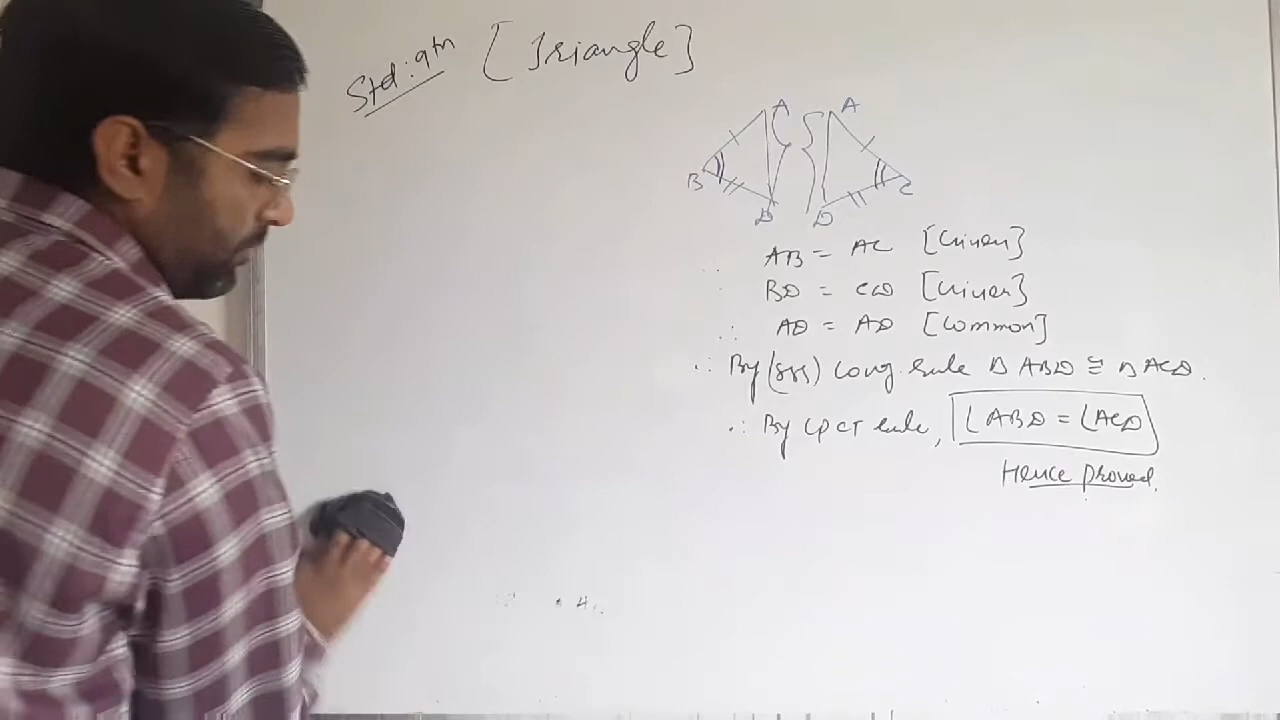 Std: 9th [Triangle]
A A
B C
D D
AB = AC [Given]
BD = CD [Given]
∴ AD = AD [Common]
∴ By (SSS) Cong. rule Δ ABD ≅ Δ ACD.
∴ By CPCT rule, ∠ABD = ∠ACD
Hence proved.